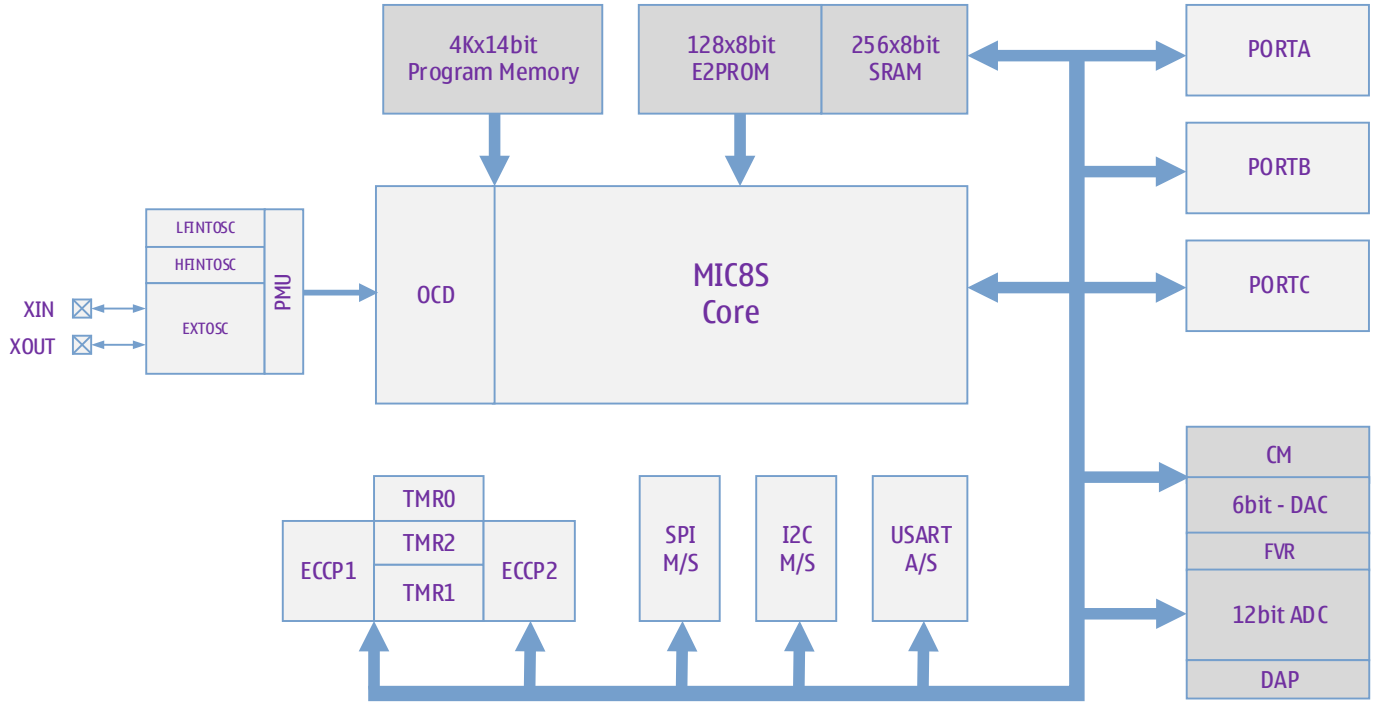 4Kx14bit
Program Memory
128x8bit
E2PROM
256x8bit
SRAM
PORTA
PORTB
PORTC
LFINTOSC
HFINTOSC
EXTOSC
PMU
XIN
XOUT
OCD
MIC8S
Core
TMR0
TMR2
TMR1
ECCP1
ECCP2
SPI
M/S
I2C
M/S
USART
A/S
CM
6bit - DAC
FVR
12bit ADC
DAP